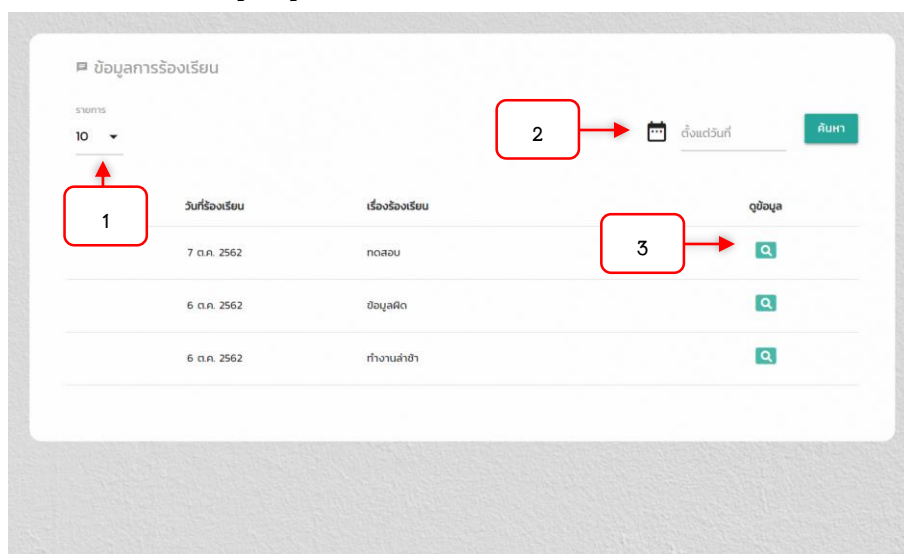 ข้อมูลการร้องเรียน
รายการ
10
2
ตั้งแต่วันที่
ค้นหา
1
วันที่ร้องเรียน เรื่องร้องเรียน ดูข้อมูล
7 ต.ค. 2562 ทดสอบ
3
6 ต.ค. 2562 ข้อมูลผิด
6 ต.ค. 2562 ทำงานล่าช้า